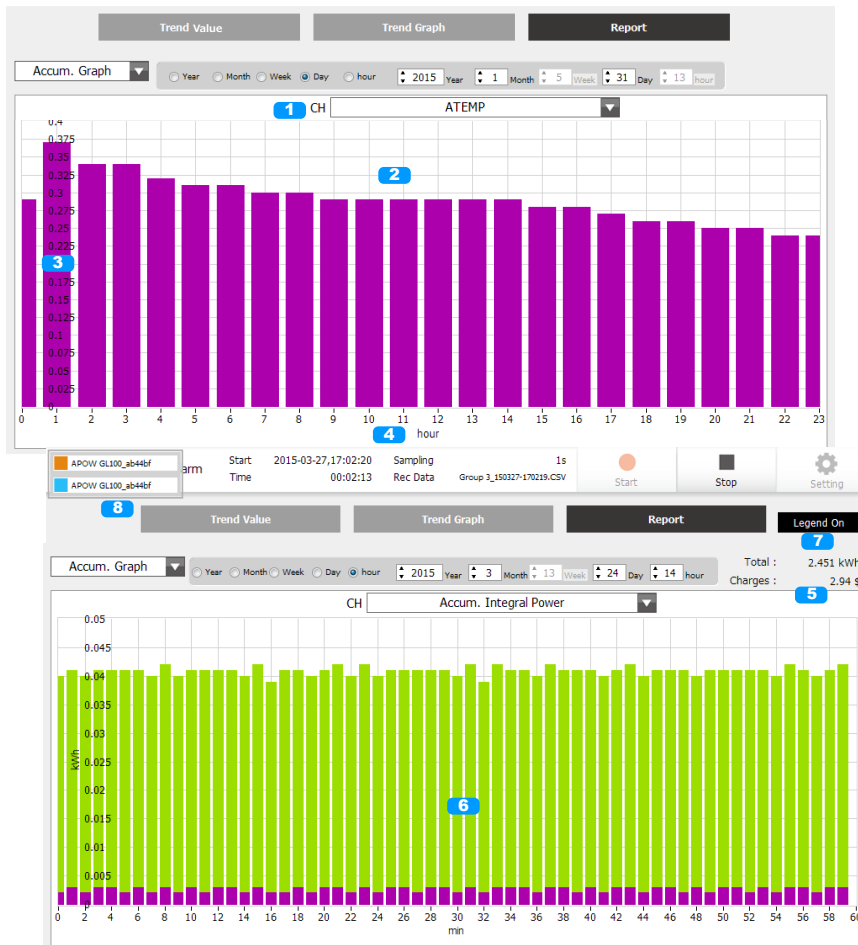 Trend Value Trend Graph Report
Accum. Graph Year Month Week Day hour 2015 Year 1 Month 5 Week 31 Day 13 hour
1 CH ATEMP
0.4
0.375
0.35
2
0.325
0.3
0.275
0.25
0.225
3
0.175
0.15
0.125
0.1
0.075
0.05
0.025
0
0 1 2 3 4 5 6 7 8 9 10 11 12 13 14 15 16 17 18 19 20 21 22 23
4 hour
APOW GL100_ab44bf arm Start 2015-03-27,17:02:20 Sampling 1s
APOW GL100_ab44bf Time 00:02:13 Rec Data Group 3_150327-170219.CSV Start Stop Setting
8
Trend Value Trend Graph Report Legend On
7
Accum. Graph Year Month Week Day hour 2015 Year 3 Month 13 Week 24 Day 14 hour
Total : 2.451 kWh
Charges : 2.94 $
5
CH Accum. Integral Power
0.05
0.045
0.04
0.035
0.03
kWh
0.025
0.02
6
0.015
0.01
0.005
0
0 2 4 6 8 10 12 14 16 18 20 22 24 26 28 30 32 34 36 38 40 42 44 46 48 50 52 54 56 58 60
min